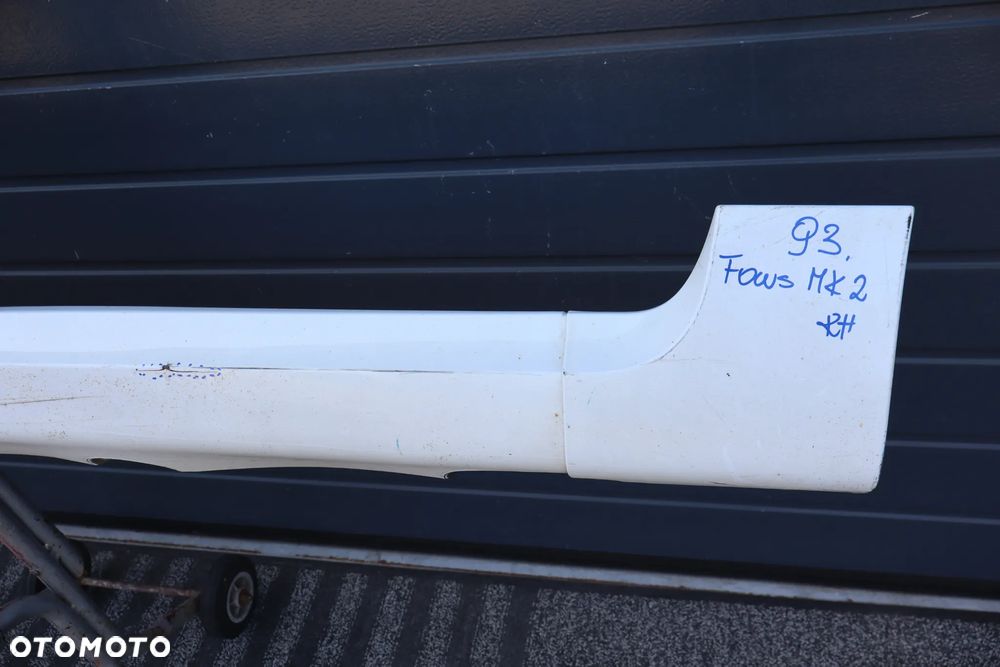 93.
Focus MK2
RH
OTOMOTO